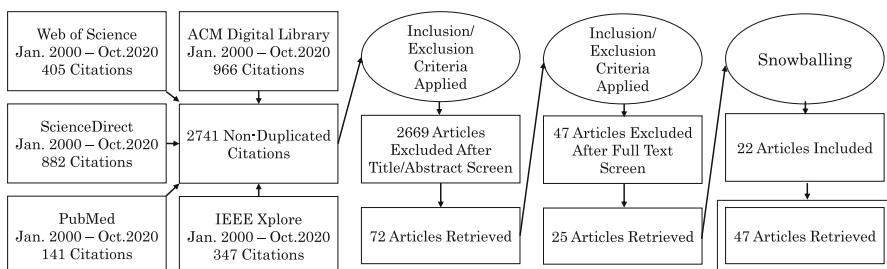 Web of Science
Jan. 2000 – Oct.2020
405 Citations
ACM Digital Library
Jan. 2000 – Oct.2020
966 Citations
ScienceDirect
Jan. 2000 – Oct.2020
882 Citations
2741 Non-Duplicated
Citations
PubMed
Jan. 2000 – Oct.2020
141 Citations
IEEE Xplore
Jan. 2000 – Oct.2020
347 Citations
Inclusion/
Exclusion
Criteria
Applied
2669 Articles
Excluded After
Title/Abstract Screen
72 Articles Retrieved
Inclusion/
Exclusion
Criteria
Applied
47 Articles Excluded
After Full Text
Screen
25 Articles Retrieved
Snowballing
22 Articles Included
47 Articles Retrieved